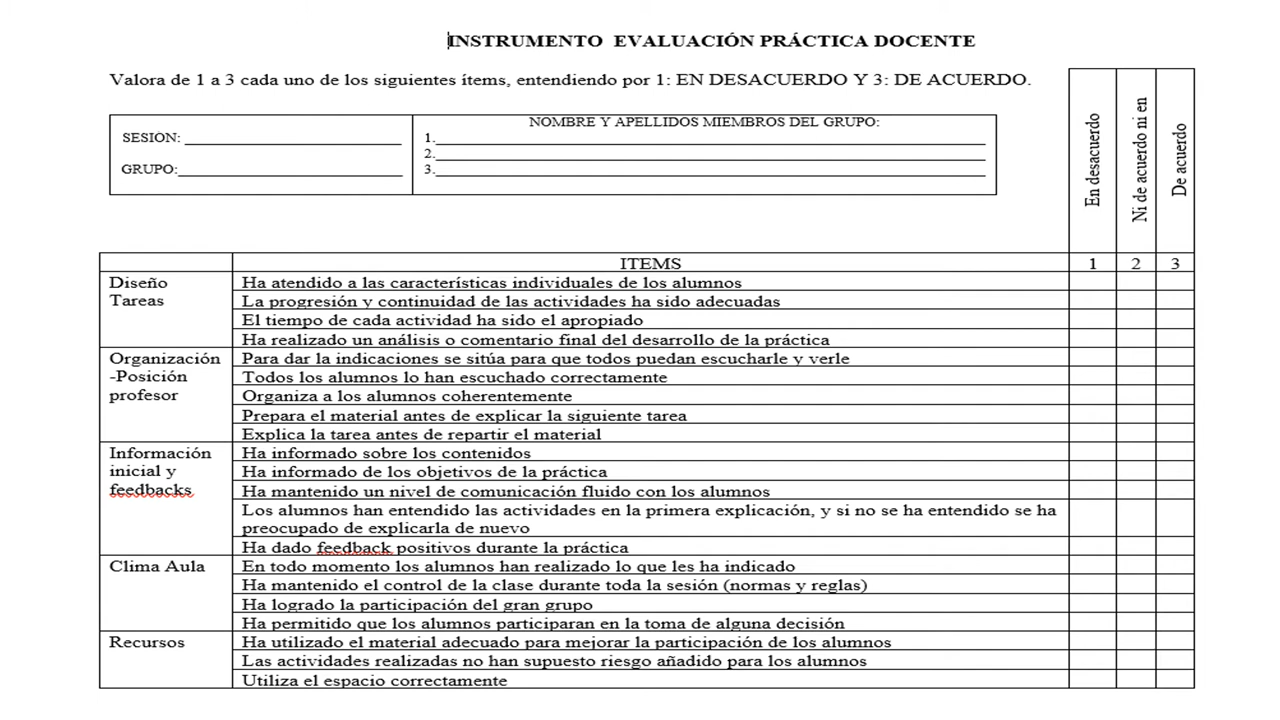 INSTRUMENTO EVALUACIÓN PRÁCTICA DOCENTE
Valora de 1 a 3 cada uno de los siguientes ítems, entendiendo por 1: EN DESACUERDO Y 3: DE ACUERDO.
SESION:
GRUPO:
NOMBRE Y APELLIDOS MIEMBROS DEL GRUPO:
1.
2.
3.
En desacuerdo
Ni de acuerdo ni en
De acuerdo
ITEMS 1 2 3
Diseño
Tareas
Ha atendido a las características individuales de los alumnos
La progresión y continuidad de las actividades ha sido adecuadas
El tiempo de cada actividad ha sido el apropiado
Ha realizado un análisis o comentario final del desarrollo de la práctica
Organización
-Posición
profesor
Para dar la indicaciones se sitúa para que todos puedan escucharle y verle
Todos los alumnos lo han escuchado correctamente
Organiza a los alumnos coherentemente
Prepara el material antes de explicar la siguiente tarea
Explica la tarea antes de repartir el material
Información
inicial y
feedbacks
Ha informado sobre los contenidos
Ha informado de los objetivos de la práctica
Ha mantenido un nivel de comunicación fluido con los alumnos
Los alumnos han entendido las actividades en la primera explicación, y si no se ha entendido se ha
preocupado de explicarla de nuevo
Ha dado feedback positivos durante la práctica
Clima Aula
En todo momento los alumnos han realizado lo que les ha indicado
Ha mantenido el control de la clase durante toda la sesión (normas y reglas)
Ha logrado la participación del gran grupo
Ha permitido que los alumnos participaran en la toma de alguna decisión
Recursos
Ha utilizado el material adecuado para mejorar la participación de los alumnos
Las actividades realizadas no han supuesto riesgo añadido para los alumnos
Utiliza el espacio correctamente